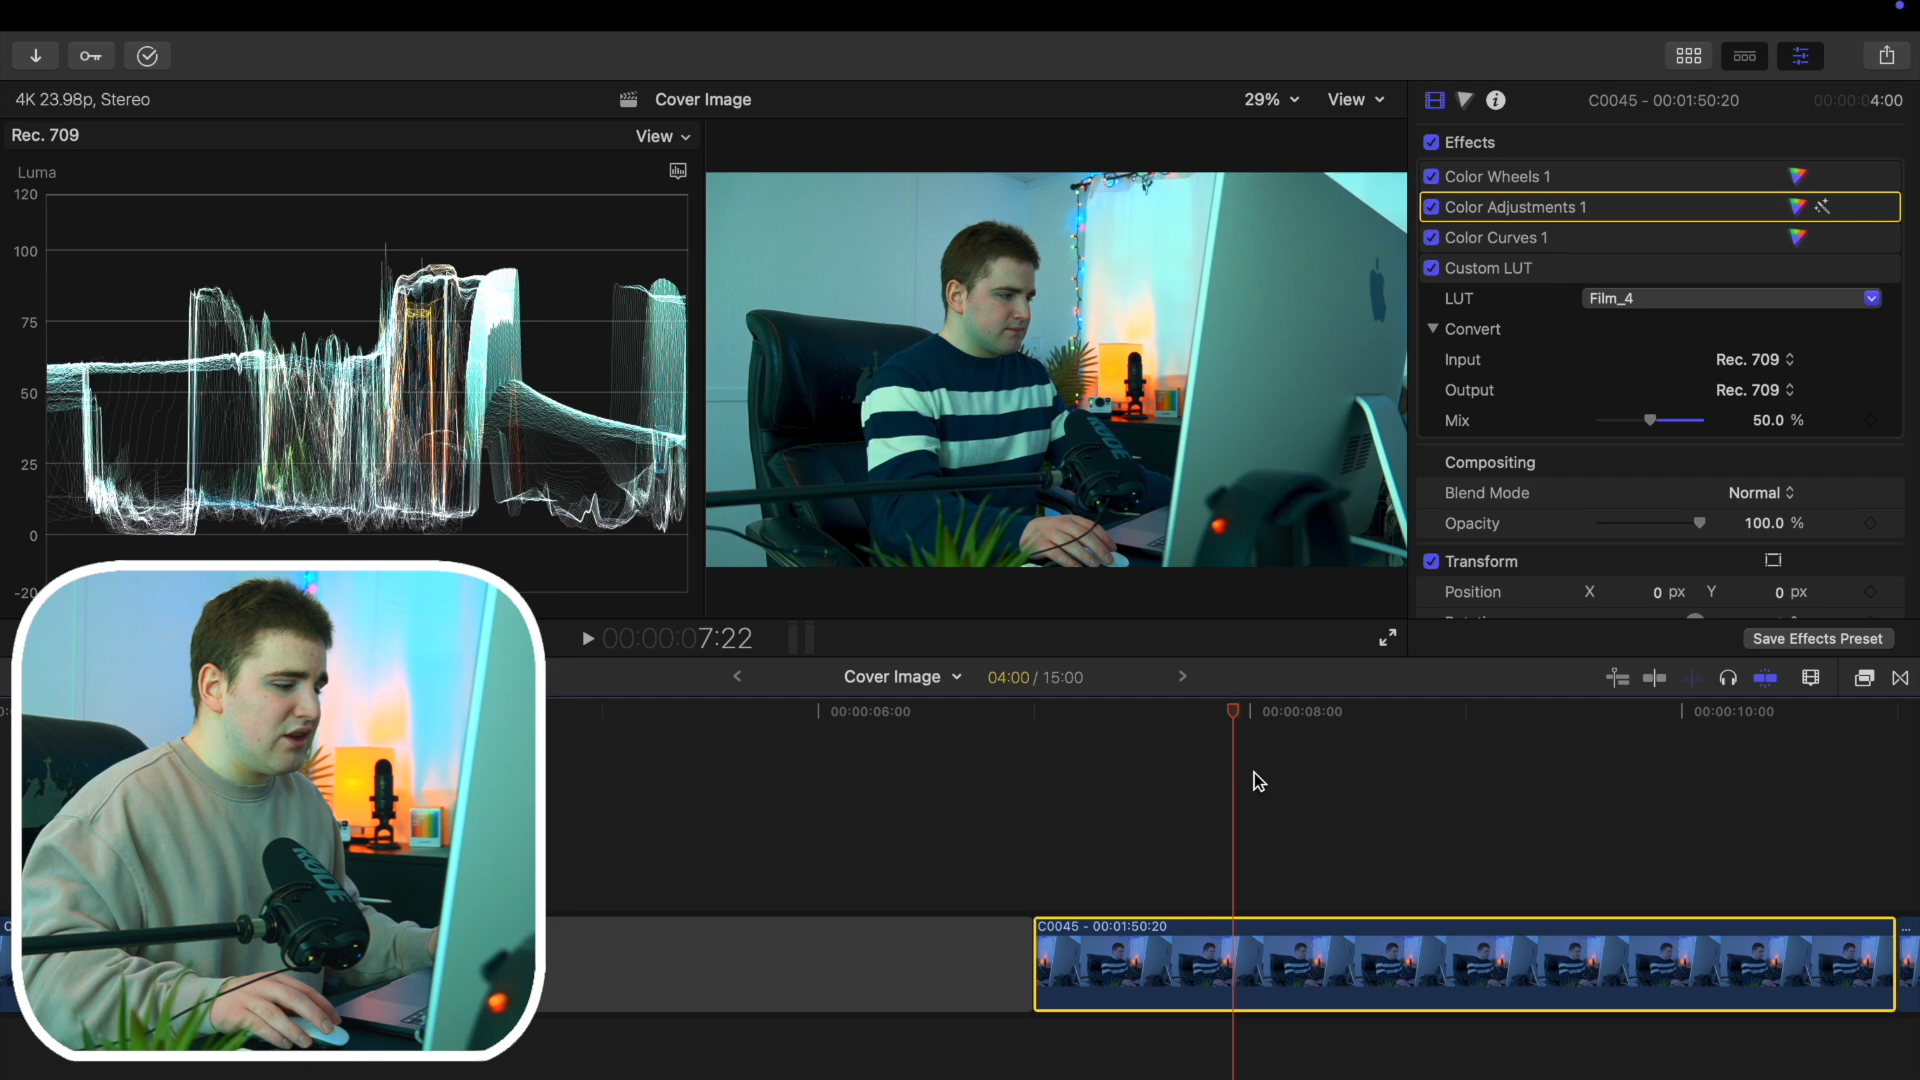 4K 23.98p, Stereo
Cover Image
29%
View
C0045 - 00:01:50:20
00:00:04:00
Rec. 709
View
Luma
120
100
75
50
25
0
-20
Effects
Color Wheels 1
Color Adjustments 1
Color Curves 1
Custom LUT
LUT
Film_4
Convert
Input
Rec. 709
Output
Rec. 709
Mix
50.0 %
Compositing
Blend Mode
Normal
Opacity
100.0 %
Transform
Position
X
0 px
Y
0 px
Save Effects Preset
RØDE
00:00:07:22
Cover Image
04:00 / 15:00
00:00:06:00
00:00:08:00
00:00:10:00
RØDE
C0045 - 00:01:50:20